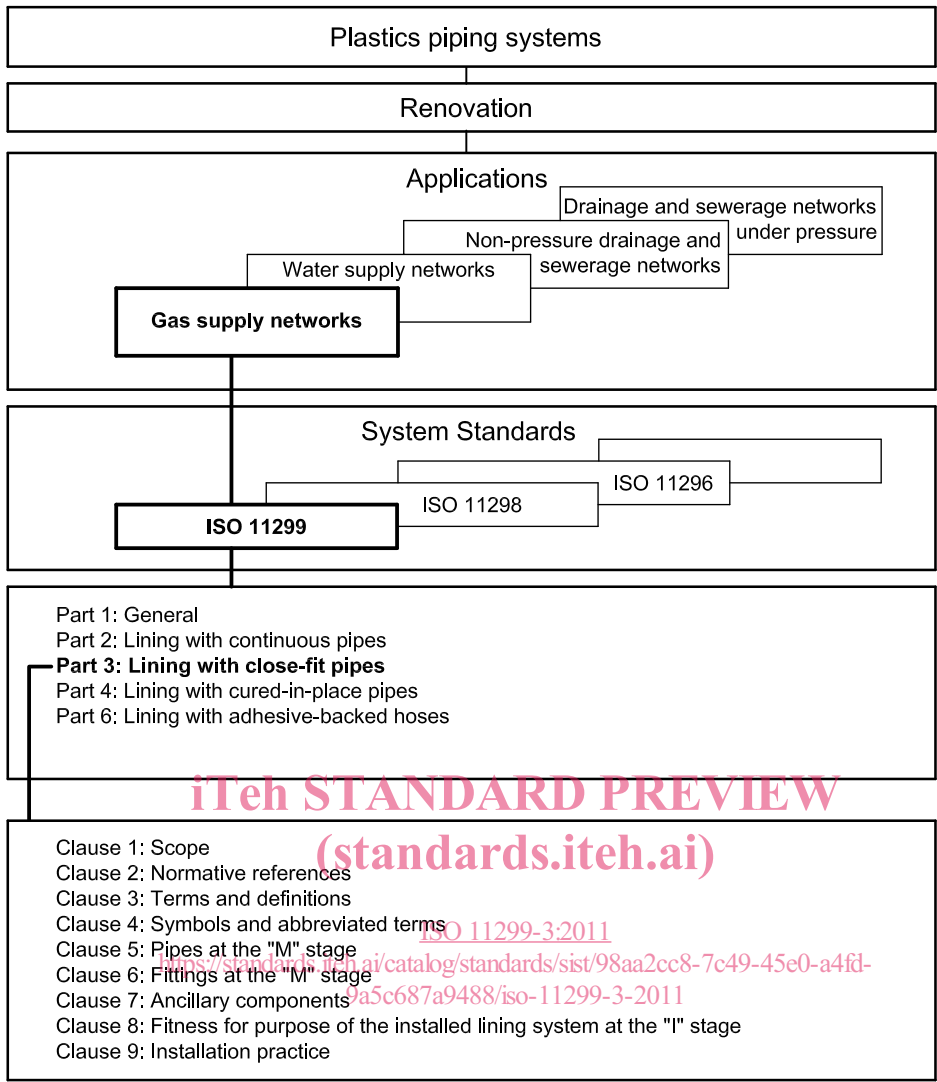 Plastics piping systems
Renovation
Applications
Drainage and sewerage networks
under pressure
Non-pressure drainage and
sewerage networks
Water supply networks
Gas supply networks
System Standards
ISO 11296
ISO 11298
ISO 11299
Part 1: General
Part 2: Lining with continuous pipes
Part 3: Lining with close-fit pipes
Part 4: Lining with cured-in-place pipes
Part 6: Lining with adhesive-backed hoses
iTeh STANDARD PREVIEW
(standards.iteh.ai)
Clause 1: Scope
Clause 2: Normative references
Clause 3: Terms and definitions
Clause 4: Symbols and abbreviated terms
ISO 11299-3:2011
Clause 5: Pipes at the "M" stage
https://standards.iteh.ai/catalog/standards/sist/98aa2cc8-7c49-45e0-a4fd-
Clause 6: Fittings at the "M" stage
9a5c687a9488/iso-11299-3-2011
Clause 7: Ancillary components
Clause 8: Fitness for purpose of the installed lining system at the "I" stage
Clause 9: Installation practice